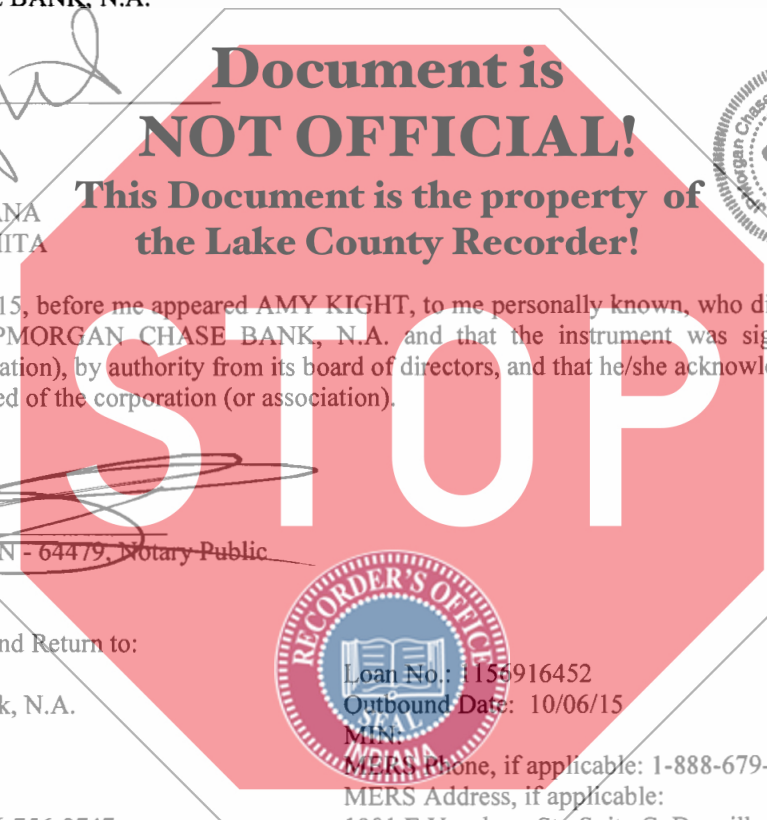 BANK, N.A.
Document is
NOT OFFICIAL!
This Document is the property of
the Lake County Recorder!
STOP
15, before me appeared AMY KIGHT, to me personally known, who di
PMORGAN CHASE BANK, N.A. and that the instrument was sig
ation), by authority from its board of directors, and that he/she acknowl
ed of the corporation (or association).
N - 64479, Notary Public
RECORDER'S OFFICE
SEAL
INDIANA
nd Return to:
k, N.A.
Loan No.: 1156916452
Outbound Date: 10/06/15
MIN:
MERS Phone, if applicable: 1-888-679-
MERS Address, if applicable: